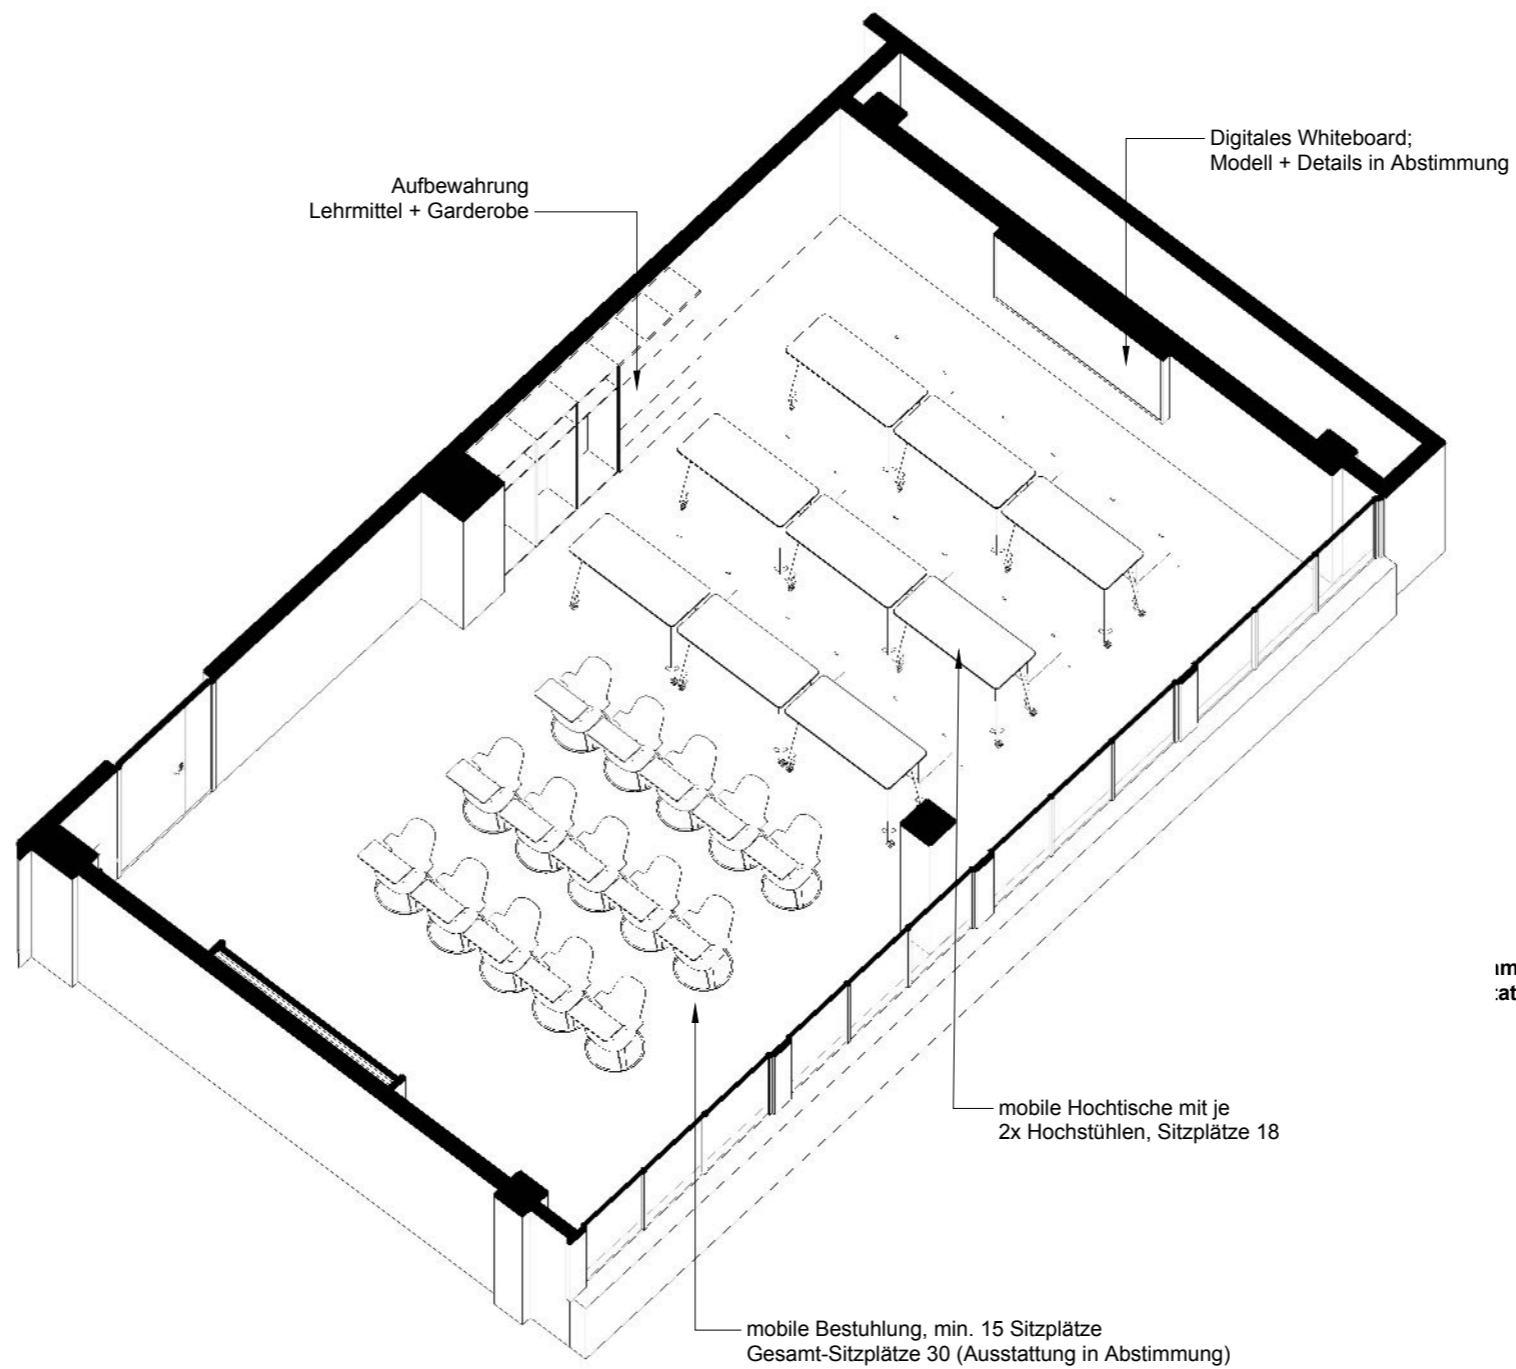 Digitales Whiteboard;
Modell + Details in Abstimmung
Aufbewahrung
Lehrmittel + Garderobe
mobile Hochtische mit je
2x Hochstühlen, Sitzplätze 18
mobile Bestuhlung, min. 15 Sitzplätze
Gesamt-Sitzplätze 30 (Ausstattung in Abstimmung)